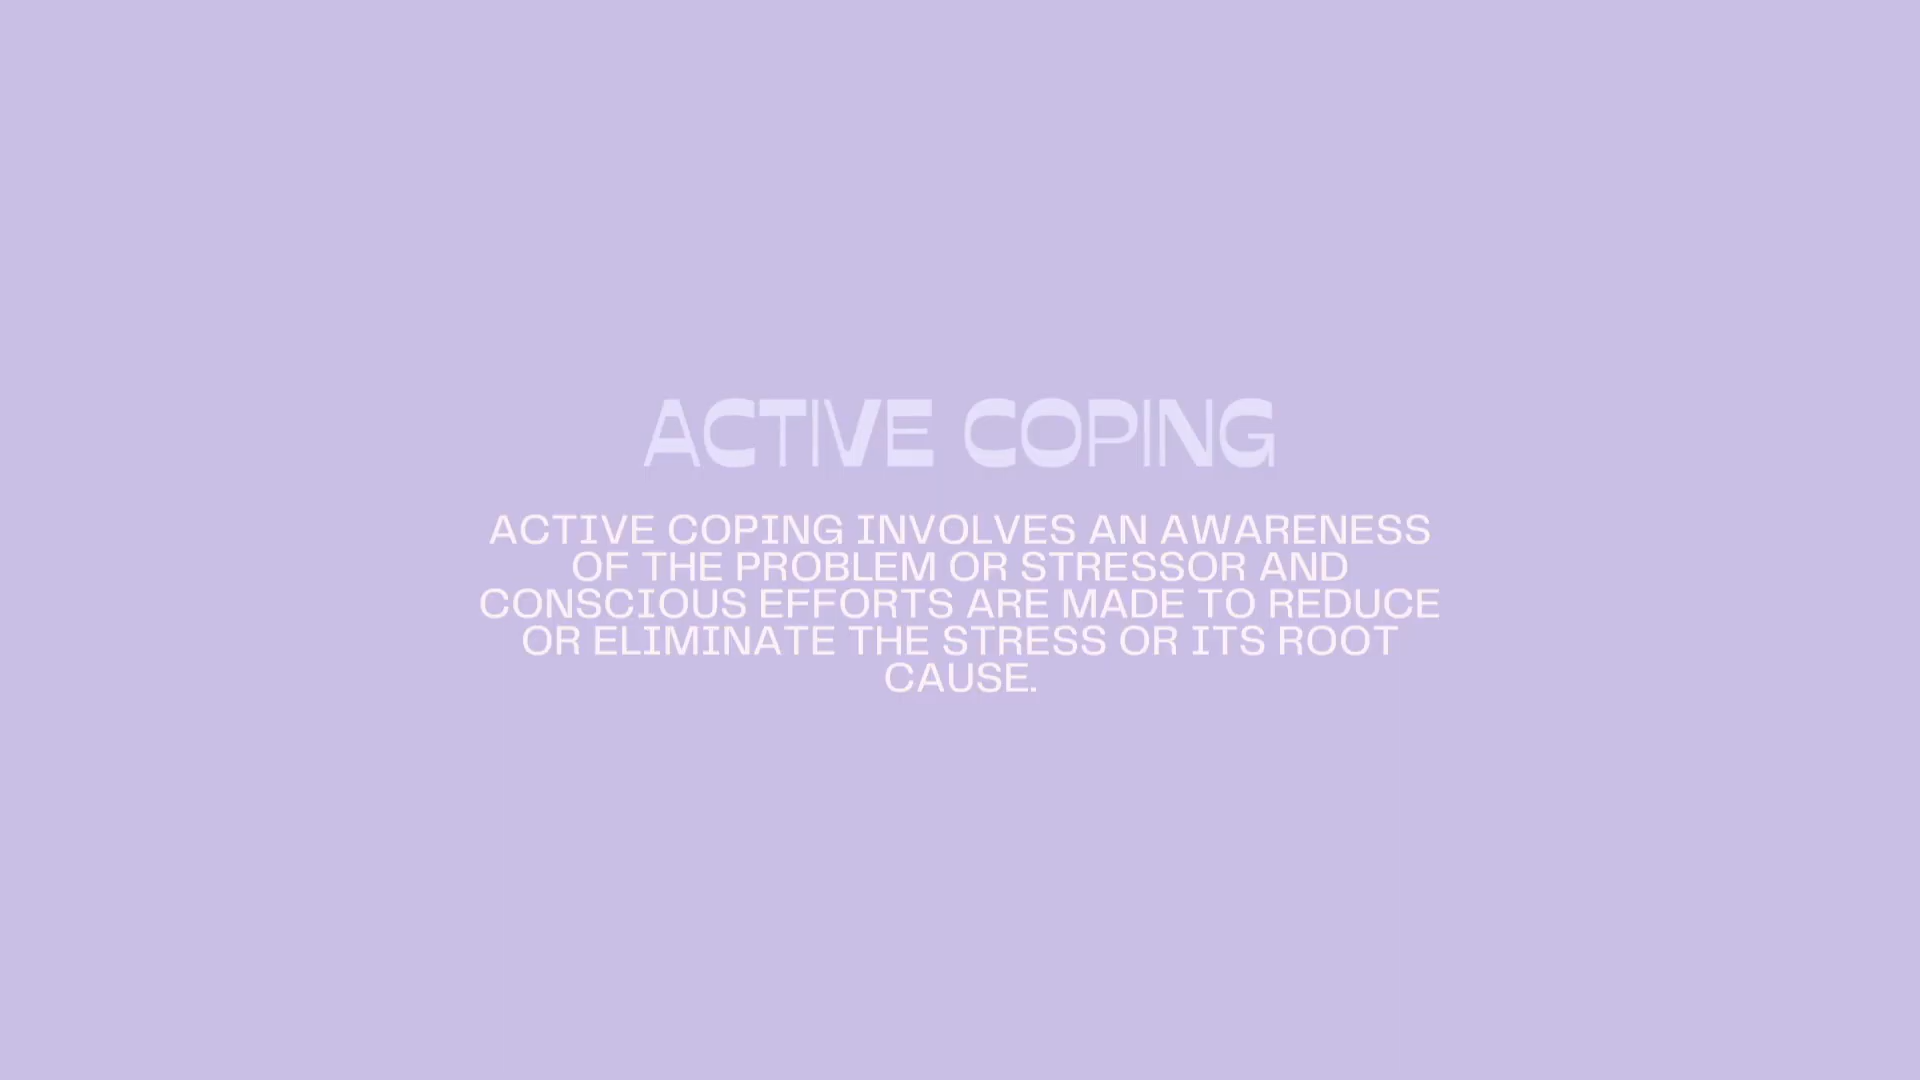 ACTIVE COPING
ACTIVE COPING INVOLVES AN AWARENESS
OF THE PROBLEM OR STRESSOR AND
CONSCIOUS EFFORTS ARE MADE TO REDUCE
OR ELIMINATE THE STRESS OR ITS ROOT
CAUSE.